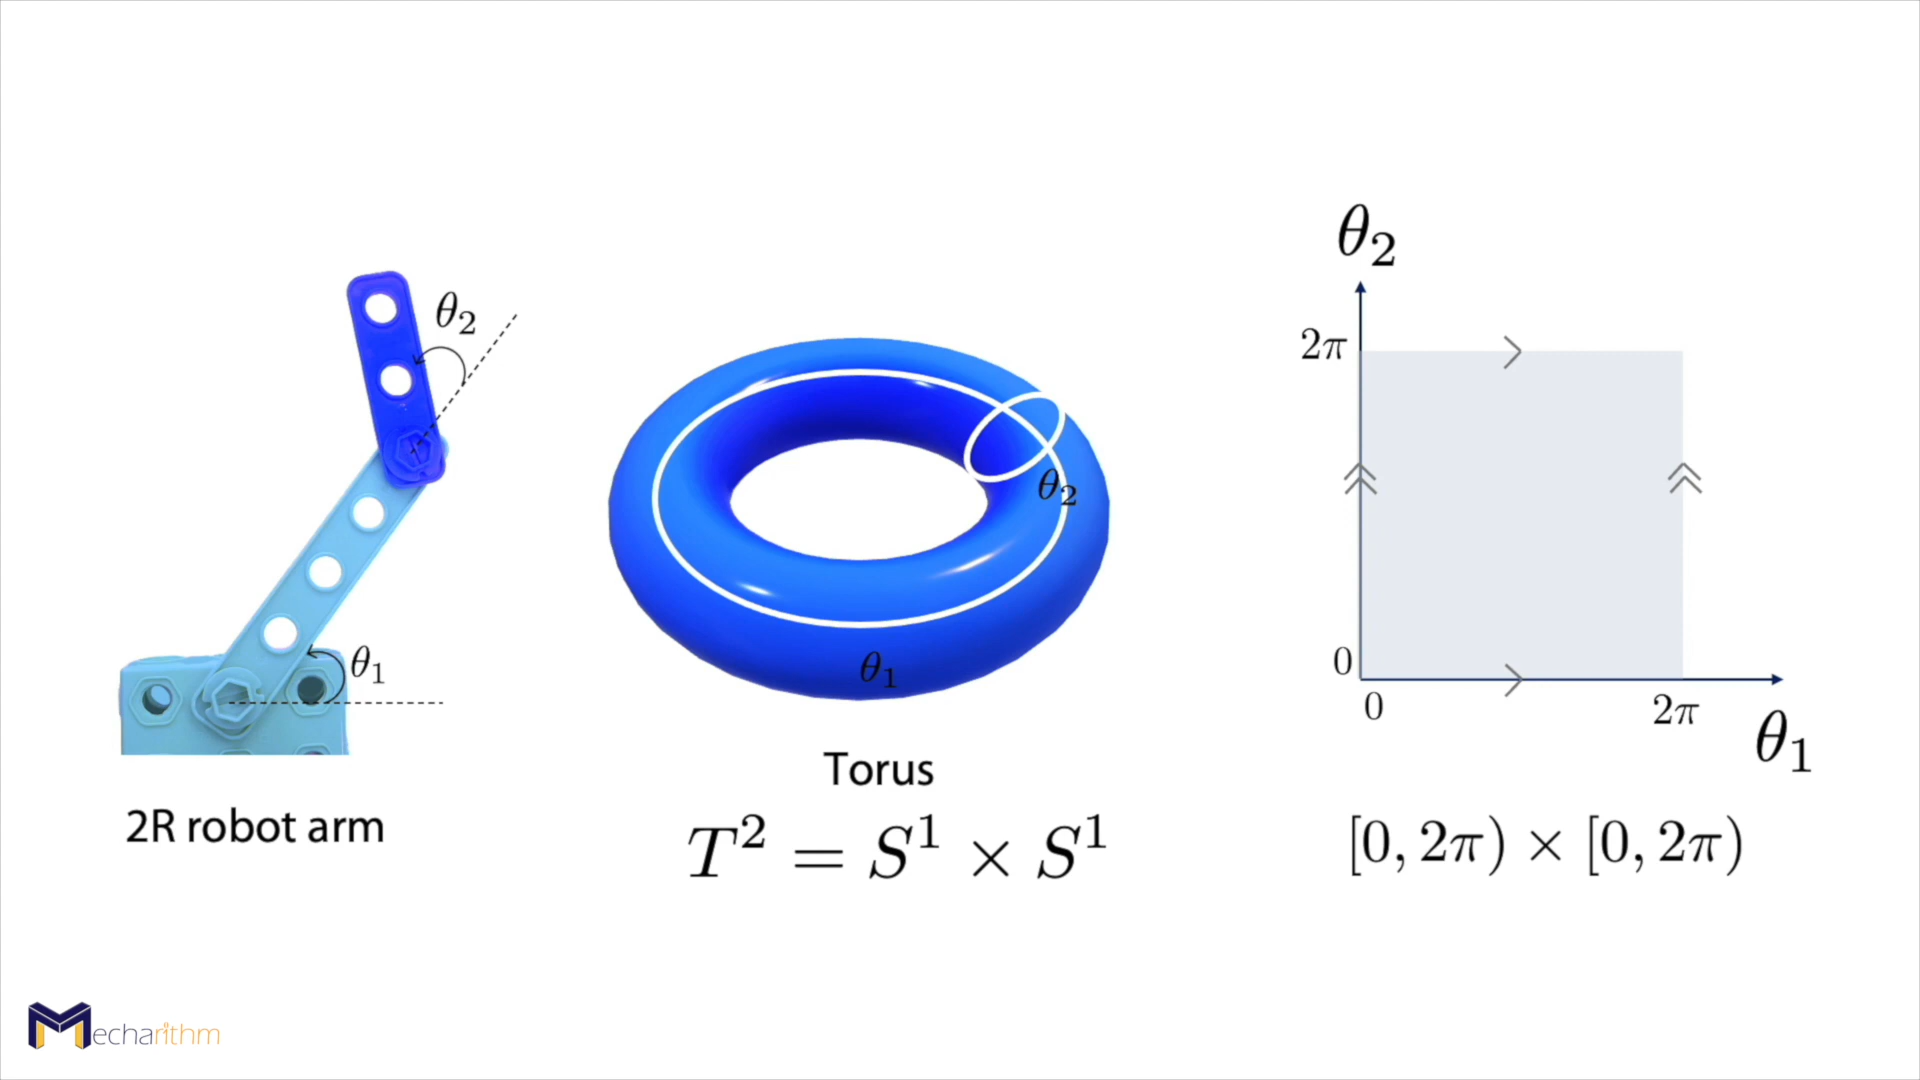 θ₂
θ₁
2R robot arm
θ₂
θ₁
Torus
T² = S¹ × S¹
θ₂
2π
0
0
2π
θ₁
[0, 2π) × [0, 2π)
Mecharithm